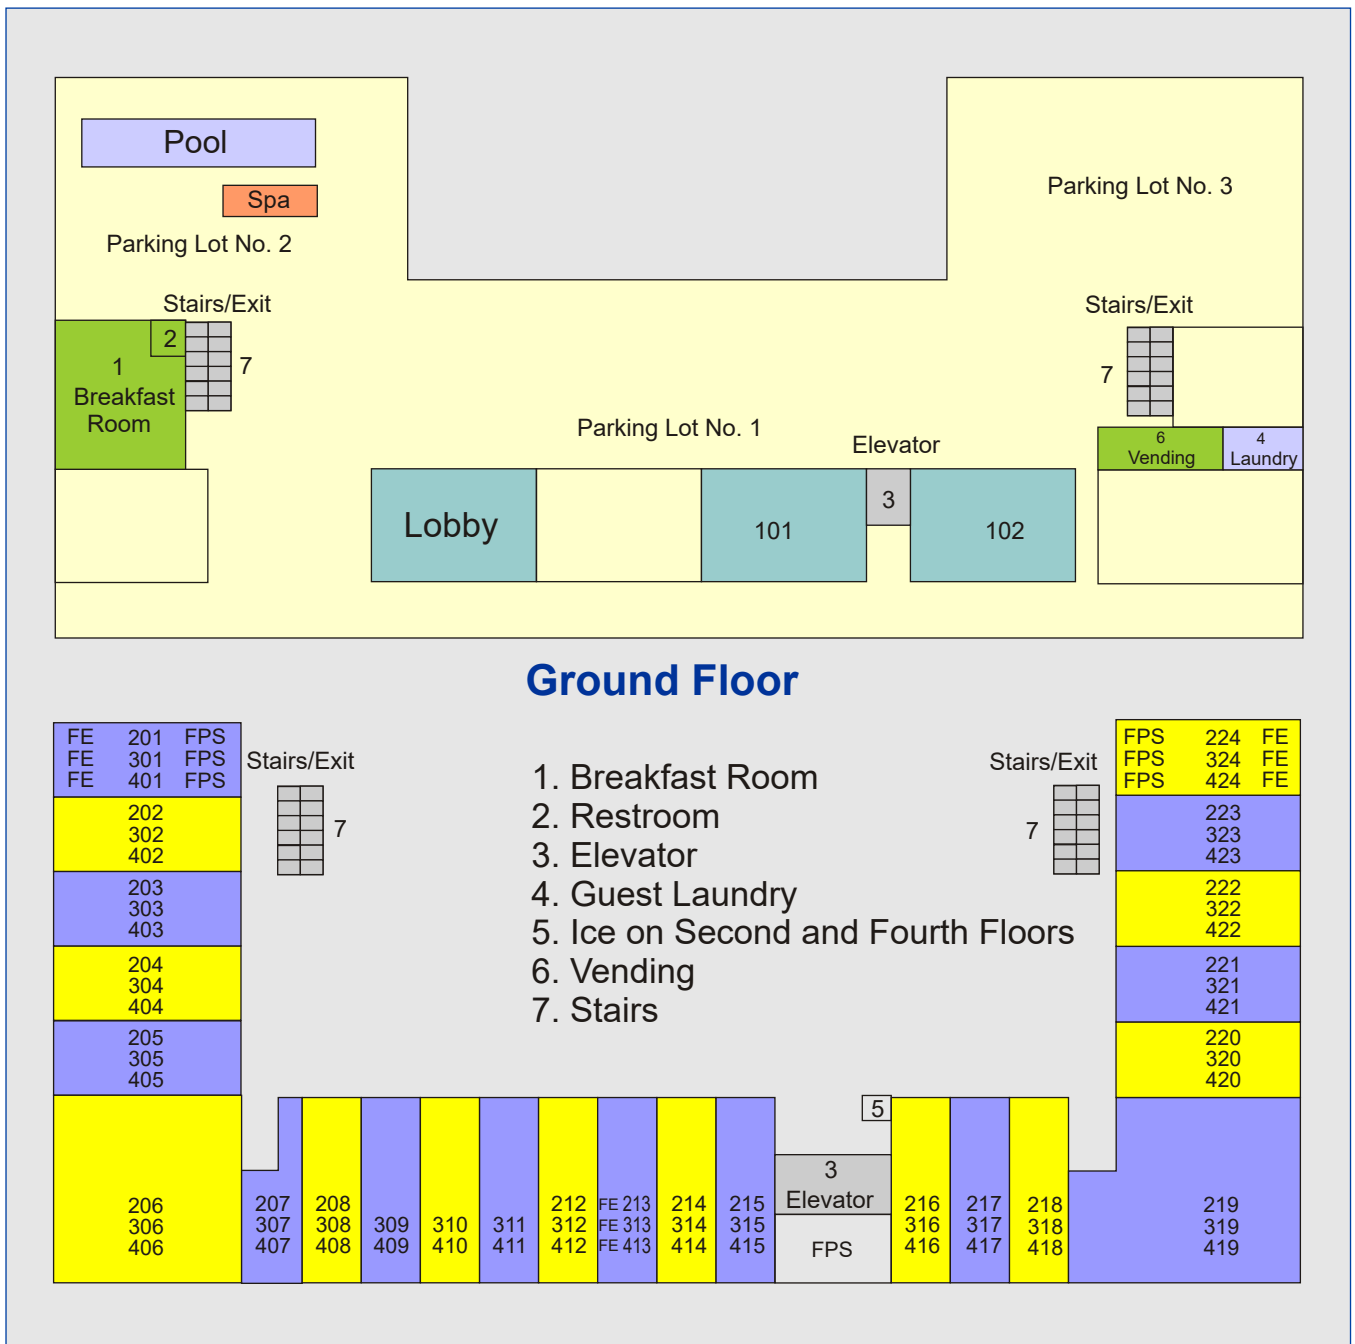 Pool
Spa
Parking Lot No. 2
Parking Lot No. 3
Stairs/Exit
Stairs/Exit
2
7
1
Breakfast
Room
7
Parking Lot No. 1
Elevator
6
Vending
4
Laundry
Lobby
101
3
102
Ground Floor
FE 201 FPS
FE 301 FPS
FE 401 FPS
Stairs/Exit
7
202
302
402
203
303
403
204
304
404
205
305
405
1. Breakfast Room
2. Restroom
3. Elevator
4. Guest Laundry
5. Ice on Second and Fourth Floors
6. Vending
7. Stairs
Stairs/Exit
7
FPS 224 FE
FPS 324 FE
FPS 424 FE
223
323
423
222
322
422
221
321
421
220
320
420
206
306
406
207
307
407
208
308
408
309
409
310
410
311
411
212
312
412
FE 213
FE 313
FE 413
214
314
414
215
315
415
3
Elevator
FPS
5
216
316
416
217
317
417
218
318
418
219
319
419